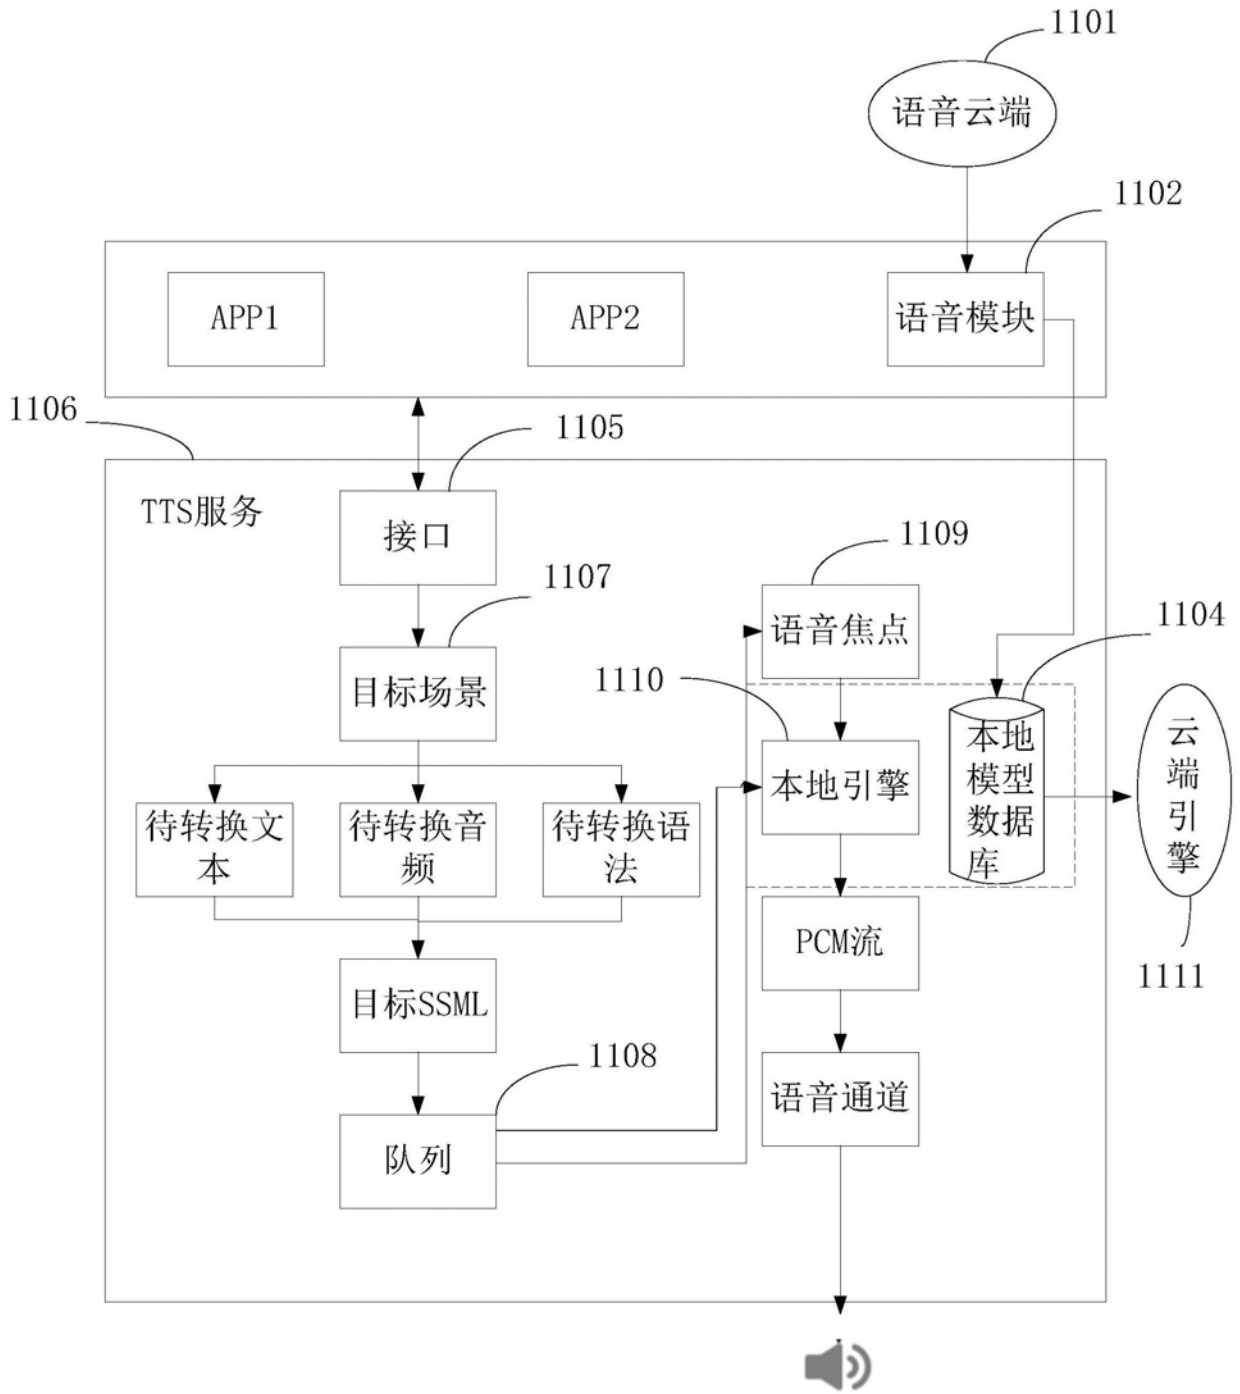 1101
语音云端
1102
APP1
APP2
语音模块
1106
1105
TTS服务
接口
1109
1107
语音焦点
1104
1110
目标场景
本地引擎
本地
模型
数据
库
云
端
引
擎
待转换文
本
待转换音
频
待转换语
法
PCM流
1111
目标SSML
1108
语音通道
队列